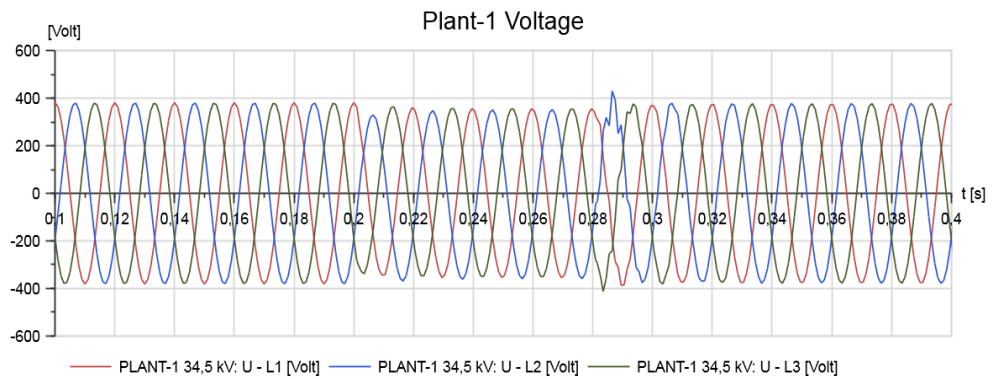 Plant-1 Voltage
[Volt]
600
400
200
0
-200
-400
-600
0-1 0,12 0,14 0,16 0,18 0,2 0,22 0,24 0,26 0,28 0,3 0,32 0,34 0,36 0,38 0,4
t [s]
PLANT-1 34,5 kV: U - L1 [Volt] PLANT-1 34,5 kV: U - L2 [Volt] PLANT-1 34,5 kV: U - L3 [Volt]